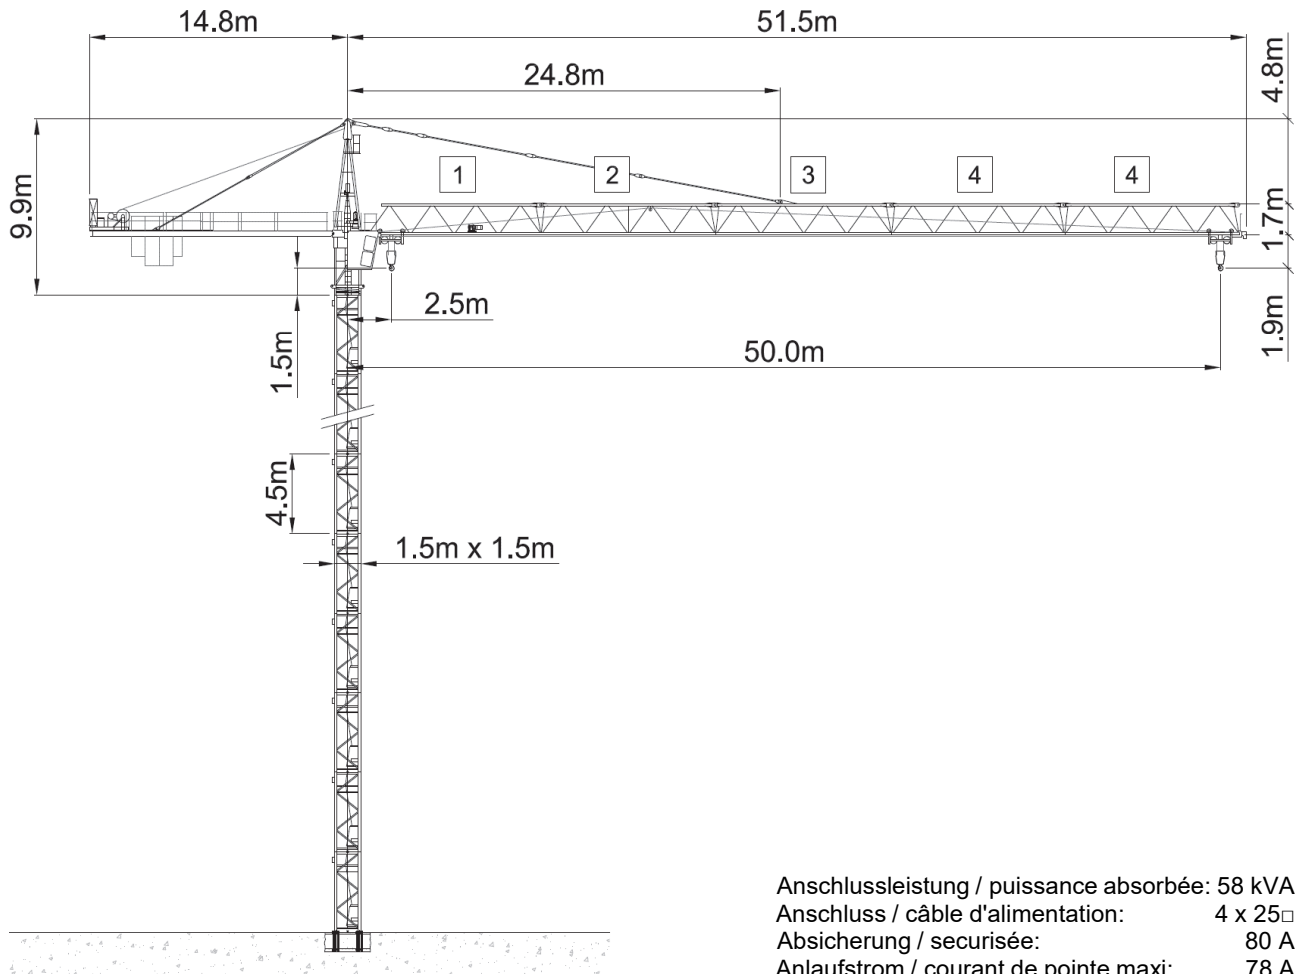 14.8m
51.5m
24.8m
4.8m
9.9m
1
2
3
4
4
1.7m
2.5m
1.9m
1.5m
50.0m
4.5m
1.5m x 1.5m
Anschlussleistung / puissance absorbée: 58 kVA
Anschluss / câble d'alimentation: 4 x 25□
Absicherung / securisée: 80 A
Anlaufstrom / courant de pointe maxi: 78 A